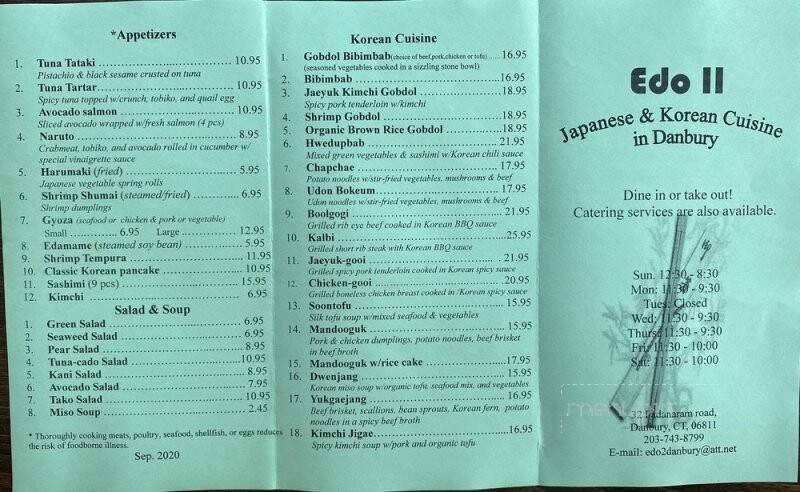 *Appetizers
1. Tuna Tataki 10.95
Pistachio & black sesame crusted on tuna
2. Tuna Tartar 10.95
Spicy tuna topped w/crunch, tobiko, and quail egg
3. Avocado salmon 10.95
Sliced avocado wrapped w/fresh salmon (4 pcs)
4. Naruto 8.95
Crabmeat, tobiko, and avocado rolled in cucumber w/
special vinaigrette sauce
5. Harumaki (fried) 5.95
Japanese vegetable spring rolls
6. Shrimp Shumai (steamed/fried) 6.95
Shrimp dumplings
7. Gyoza (seafood or chicken & pork or vegetable)
Small 6.95 Large 12.95
8. Edamame (steamed soy bean) 5.95
9. Shrimp Tempura 11.95
10. Classic Korean pancake 10.95
11. Sashimi (9 pcs) 15.95
12. Kimchi 6.95
Salad & Soup
1. Green Salad 6.95
2. Seaweed Salad 6.95
3. Pear Salad 8.95
4. Tuna-cado Salad 10.95
5. Kani Salad 8.95
6. Avocado Salad 7.95
7. Tako Salad 10.95
8. Miso Soup 2.45
* Thoroughly cooking meats, poultry, seafood, shellfish, or eggs reduces
the risk of foodborne illness.
Sep. 2020
Korean Cuisine
1. Gobdol Bibimbab (choice of beef,pork,chicken or tofu) 16.95
(seasoned vegetables cooked in a sizzling stone bowl)
2. Bibimbab 16.95
3. Jaeyuk Kimchi Gobdol 18.95
Spicy pork tenderloin w/kimchi
4. Shrimp Gobdol 18.95
5. Organic Brown Rice Gobdol 18.95
6. Hwedupbab 21.95
Mixed green vegetables & sashimi w/Korean chili sauce
7. Chapchae 17.95
Potato noodles w/stir-fried vegetables, mushrooms & beef
8. Udon Bokeum 17.95
Udon noodles w/stir-fried vegetables, mushrooms & beef
9. Boolgogi 21.95
Grilled rib eye beef cooked in Korean BBQ sauce
10. Kalbi 25.95
Grilled short rib steak with Korean BBQ sauce
11. Jaeyuk-gooi 21.95
Grilled spicy pork tenderloin cooked in Korean spicy sauce
12. Chicken-gooi 20.95
Grilled boneless chicken breast cooked in /Korean spicy sauce
13. Soontofu 15.95
Silk tofu soup w/mixed seafood & vegetables
14. Mandooguk 15.95
Pork & chicken dumplings, potato noodles, beef brisket
in beef broth
15. Mandooguk w/rice cake 17.95
16. Dwenjang 15.95
Korean miso soup w/organic tofu, seafood mix, and vegetables
17. Yukgaejang 16.95
Beef brisket, scallions, bean sprouts, Korean fern, potato
noodles in a spicy beef broth
18. Kimchi Jigae 16.95
Spicy kimchi soup w/pork and organic tofu
Edo II
Japanese & Korean Cuisine
in Danbury
Dine in or take out!
Catering services are also available.
Sun. 12:30 - 8:30
Mon: 11:30 - 9:30
Tues: Closed
Wed: 11:30 - 9:30
Thurs: 11:30 - 9:30
Fri: 11:30 - 10:00
Sat: 11:30 - 10:00
32 Padanaram road,
Danbury, CT, 06811
203-743-8799
E-mail: edo2danbury@att.net